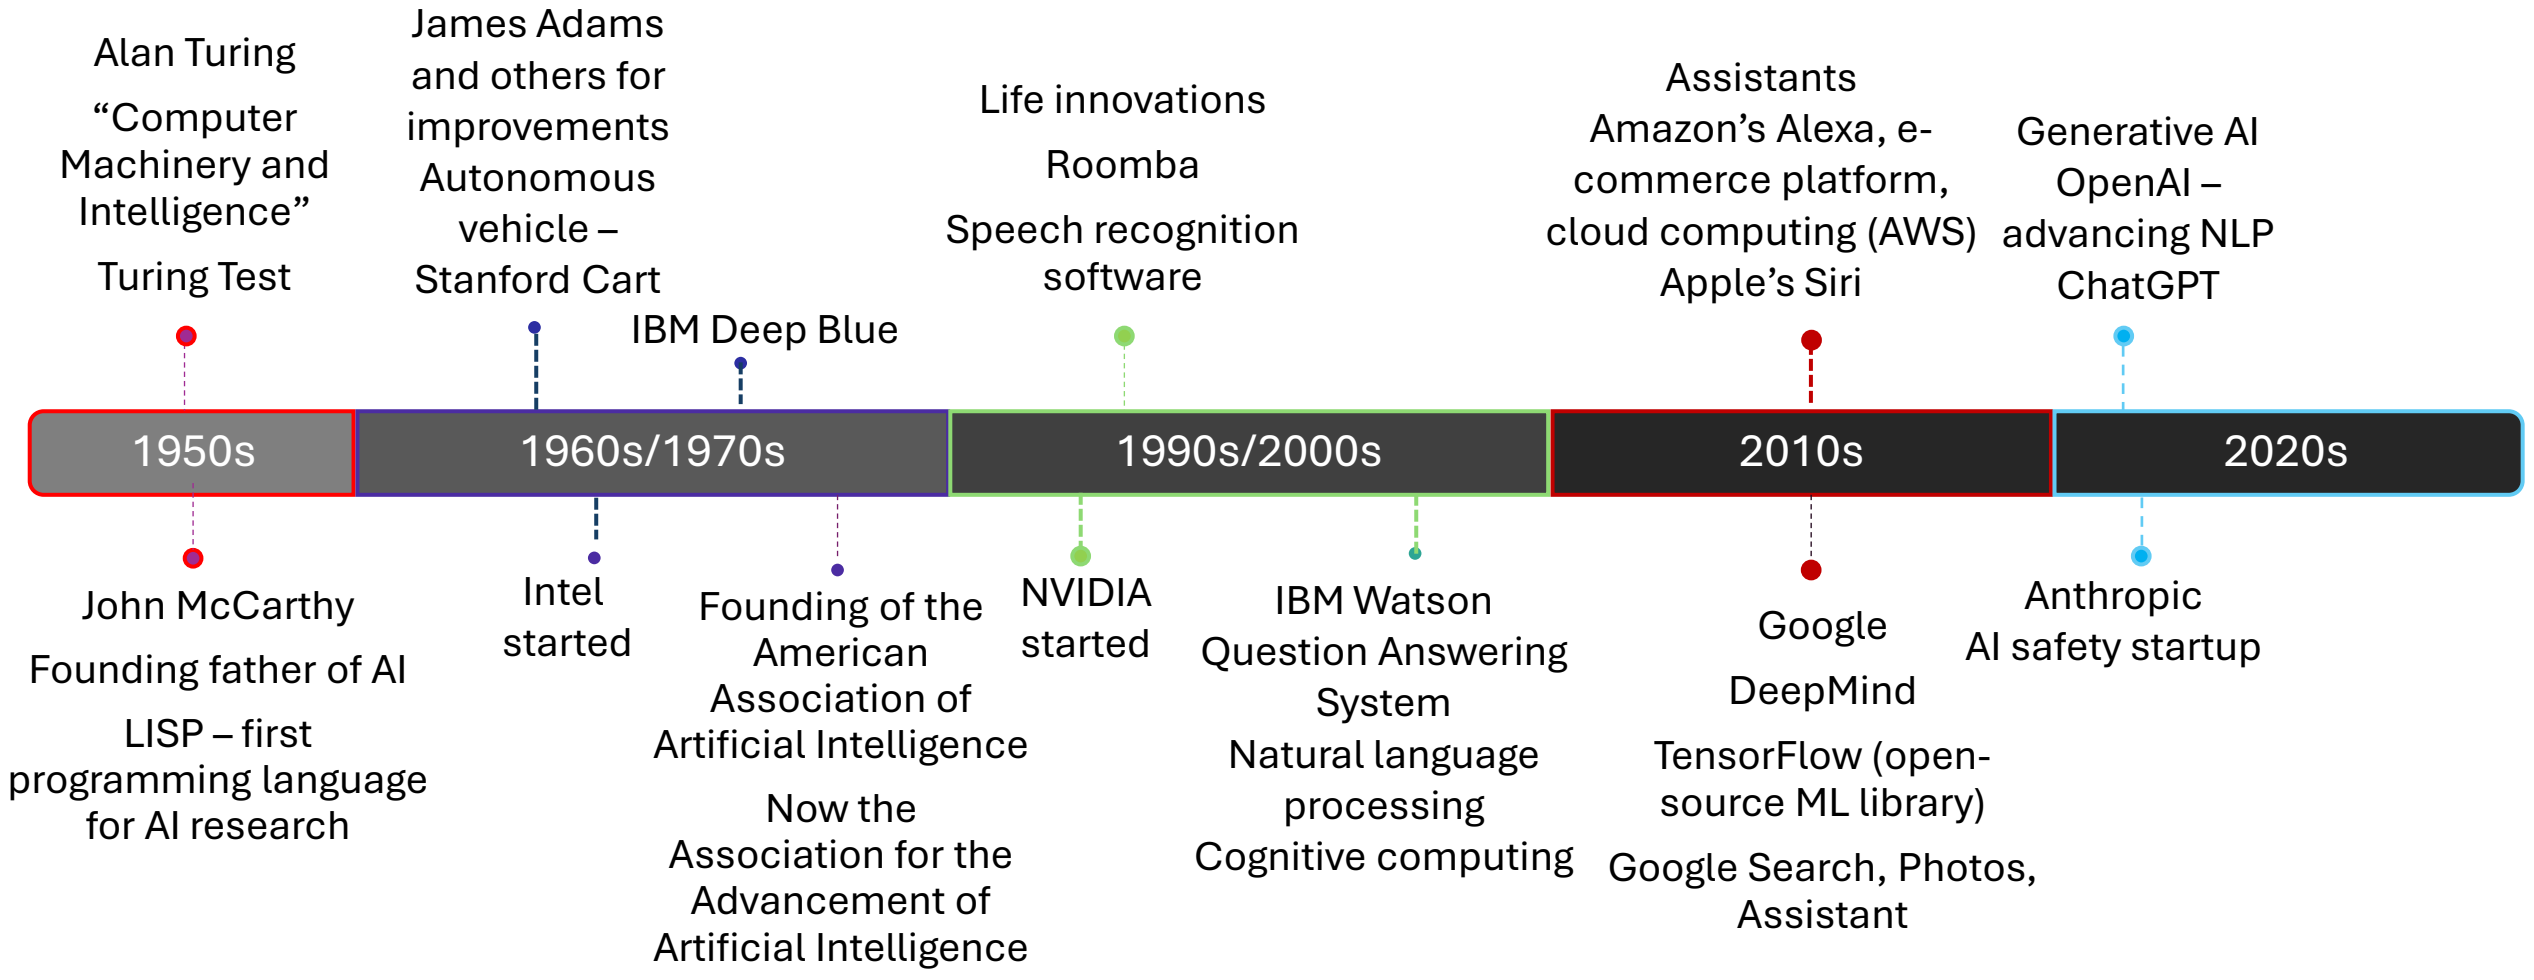 Alan Turing
“Computer
Machinery and
Intelligence”
Turing Test
James Adams
and others for
improvements
Autonomous
vehicle –
Stanford Cart
IBM Deep Blue
Life innovations
Roomba
Speech recognition
software
Assistants
Amazon’s Alexa, e-
commerce platform,
cloud computing (AWS)
Apple’s Siri
Generative AI
OpenAI –
advancing NLP
ChatGPT
1950s
1960s/1970s
1990s/2000s
2010s
2020s
John McCarthy
Founding father of AI
LISP – first
programming language
for AI research
Intel
started
Founding of the
American
Association of
Artificial Intelligence
Now the
Association for the
Advancement of
Artificial Intelligence
NVIDIA
started
IBM Watson
Question Answering
System
Natural language
processing
Cognitive computing
Google
DeepMind
TensorFlow (open-
source ML library)
Google Search, Photos,
Assistant
Anthropic
AI safety startup